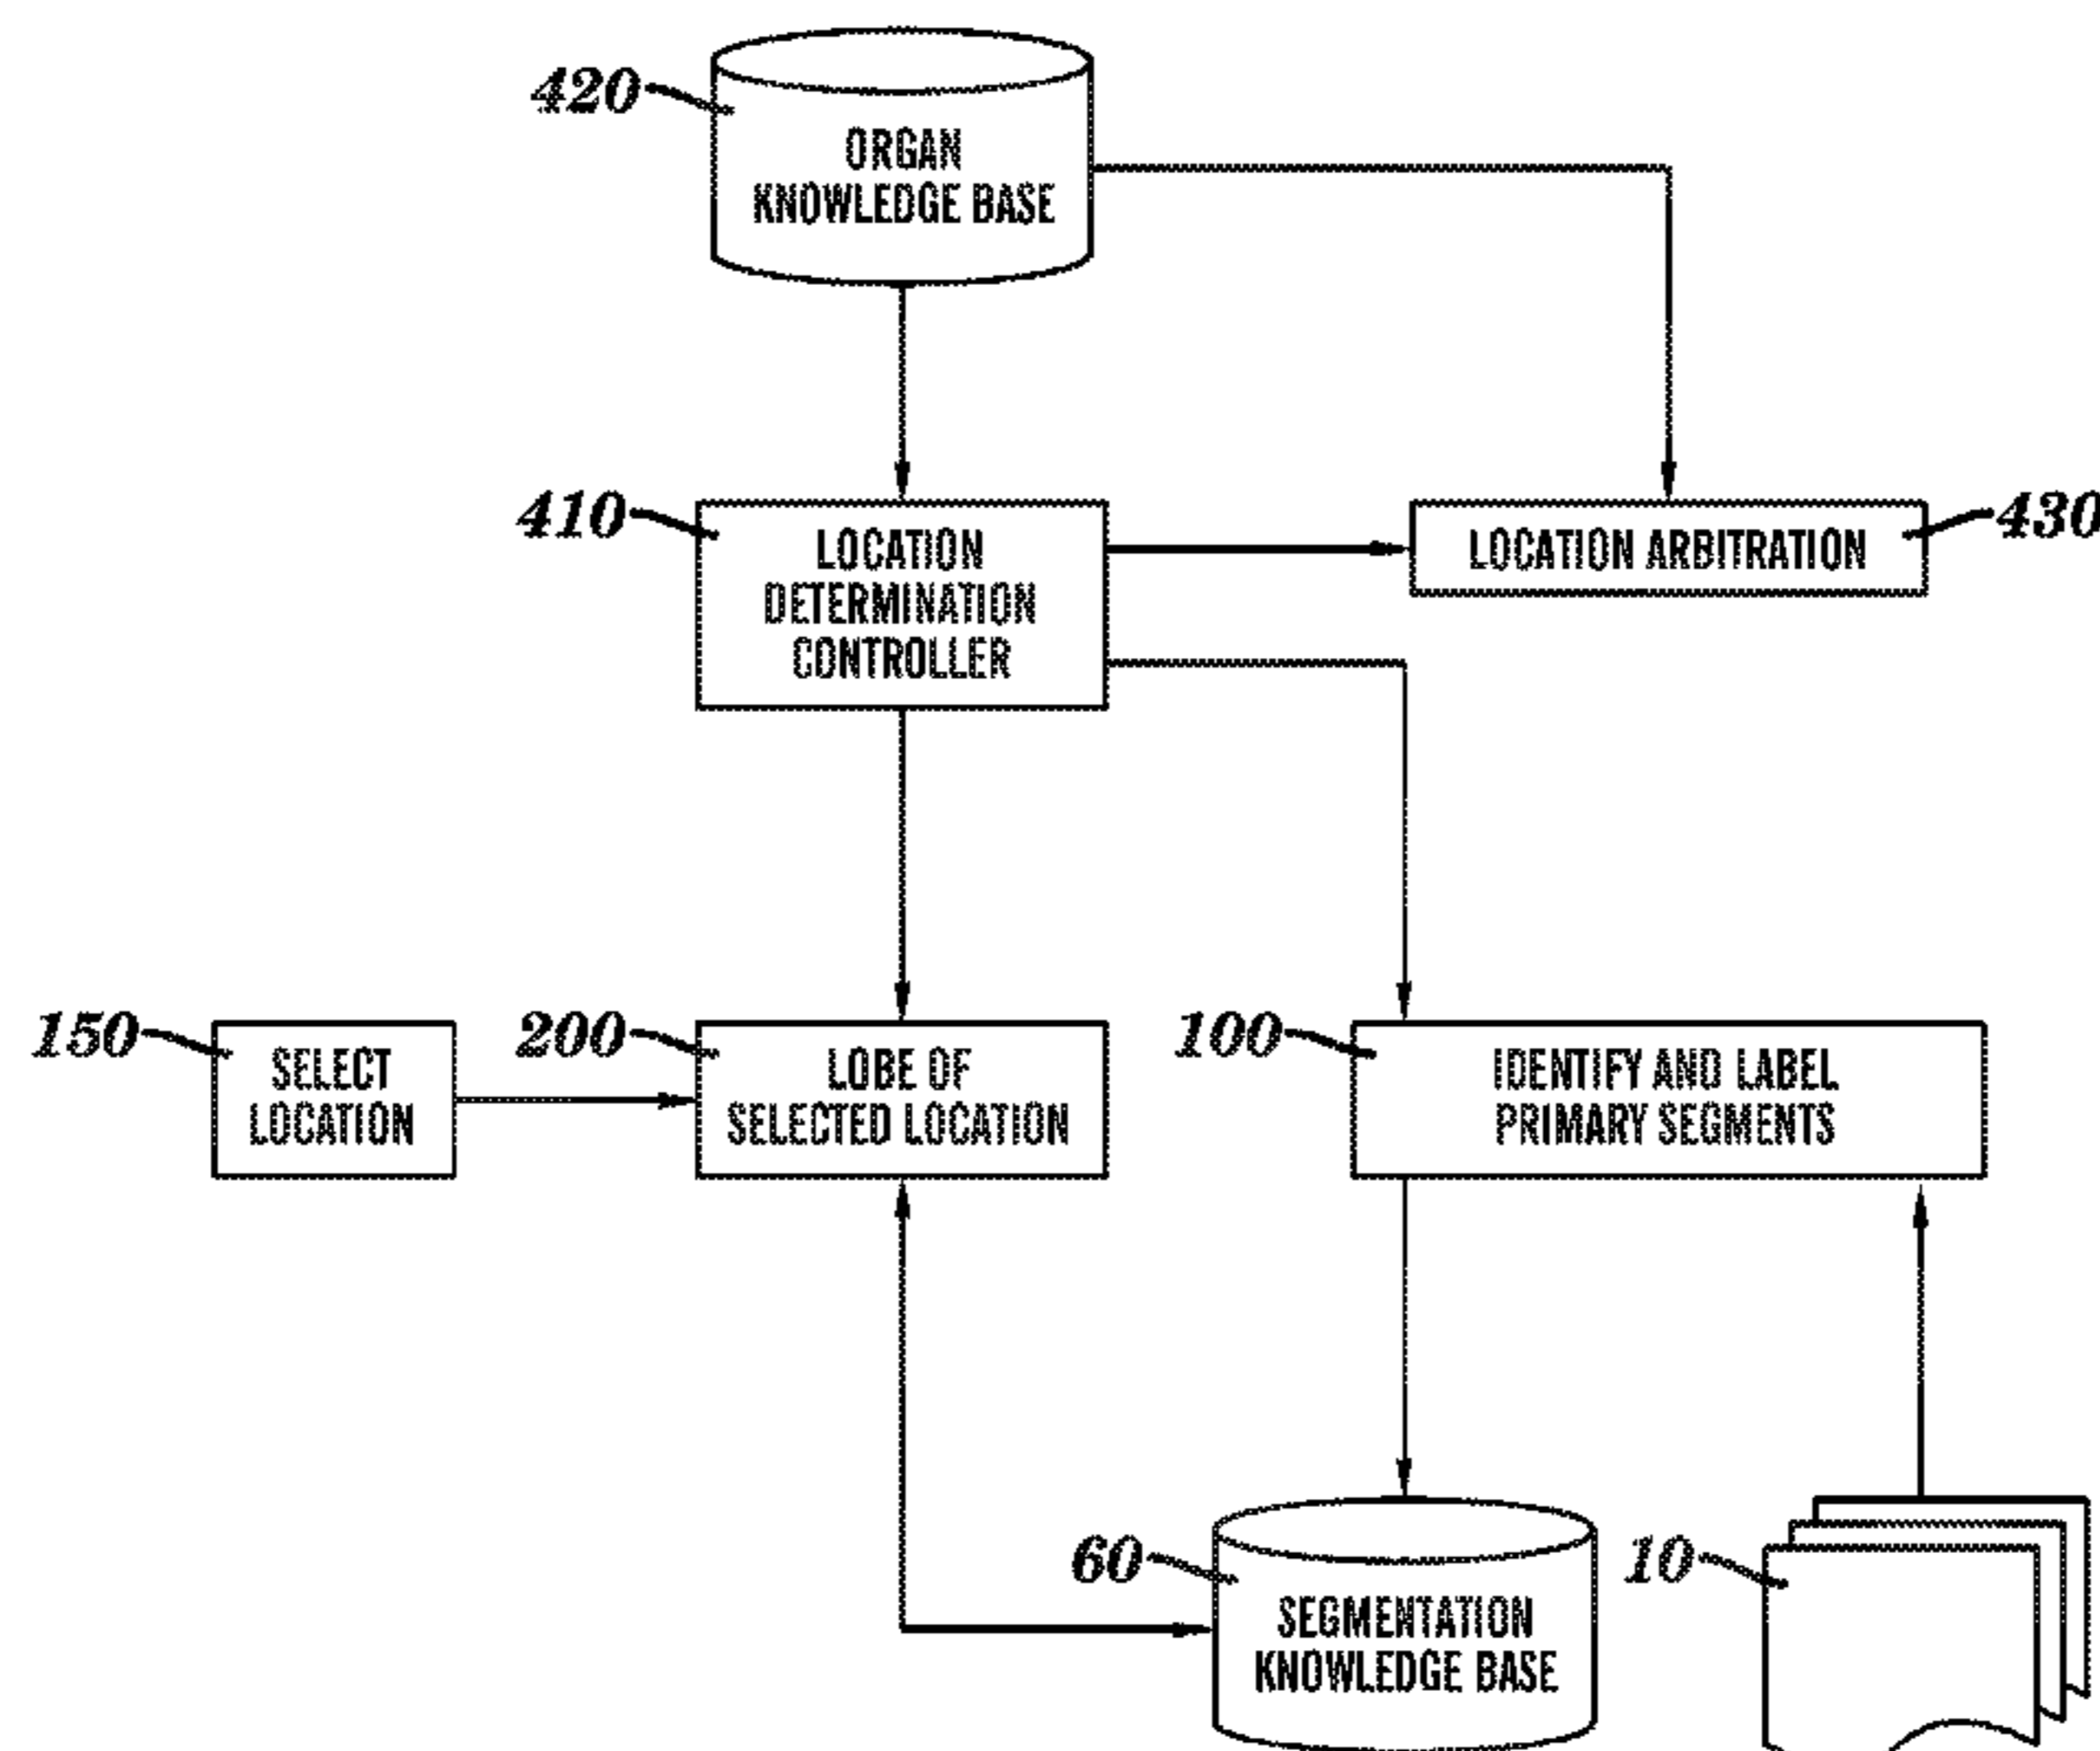 420
ORGAN
KNOWLEDGE BASE
410
LOCATION
DETERMINATION
CONTROLLER
LOCATION ARBITRATION
430
150
SELECT
LOCATION
200
LOBE OF
SELECTED LOCATION
100
IDENTIFY AND LABEL
PRIMARY SEGMENTS
60
SEGMENTATION
KNOWLEDGE BASE
10